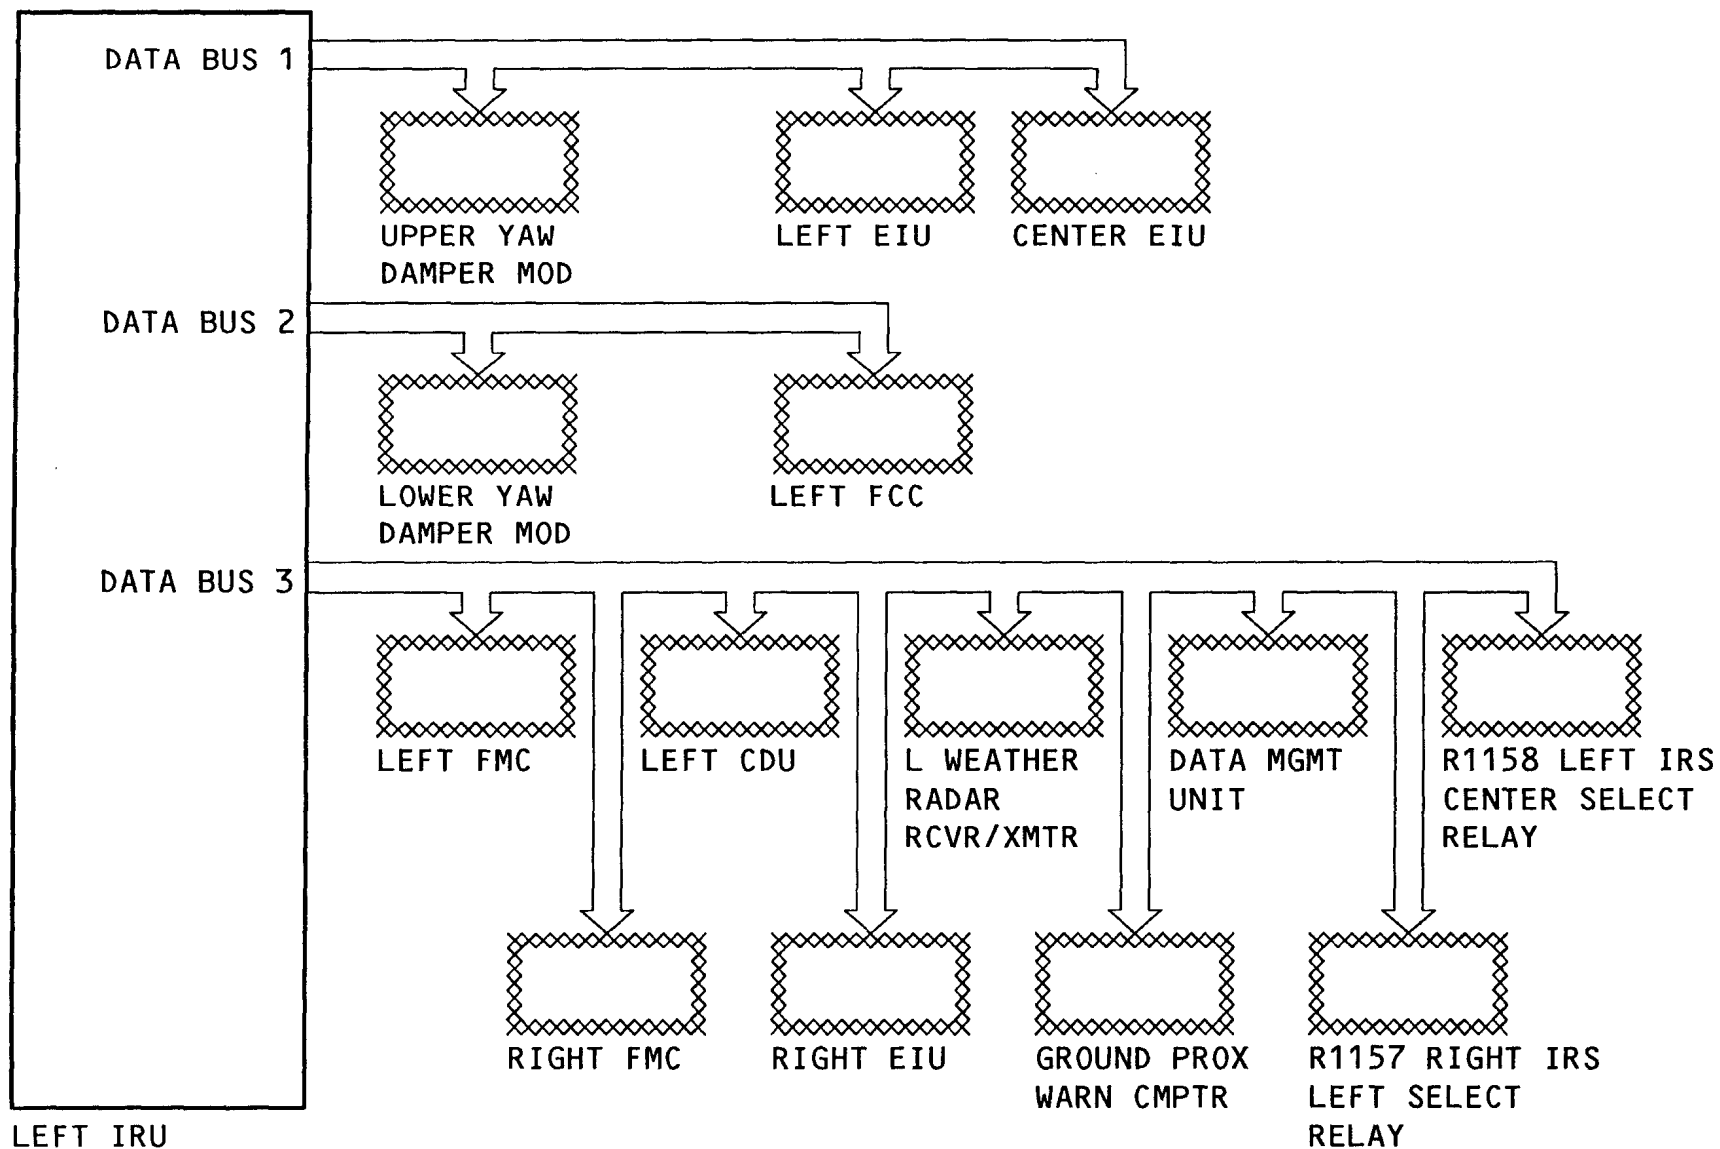 DATA BUS 1
UPPER YAW
DAMPER MOD
LEFT EIU
CENTER EIU
DATA BUS 2
LOWER YAW
DAMPER MOD
LEFT FCC
DATA BUS 3
LEFT FMC
LEFT CDU
L WEATHER
RADAR
RCVR/XMTR
DATA MGMT
UNIT
R1158 LEFT IRS
CENTER SELECT
RELAY
RIGHT FMC
RIGHT EIU
GROUND PROX
WARN CMPTR
R1157 RIGHT IRS
LEFT SELECT
RELAY
LEFT IRU